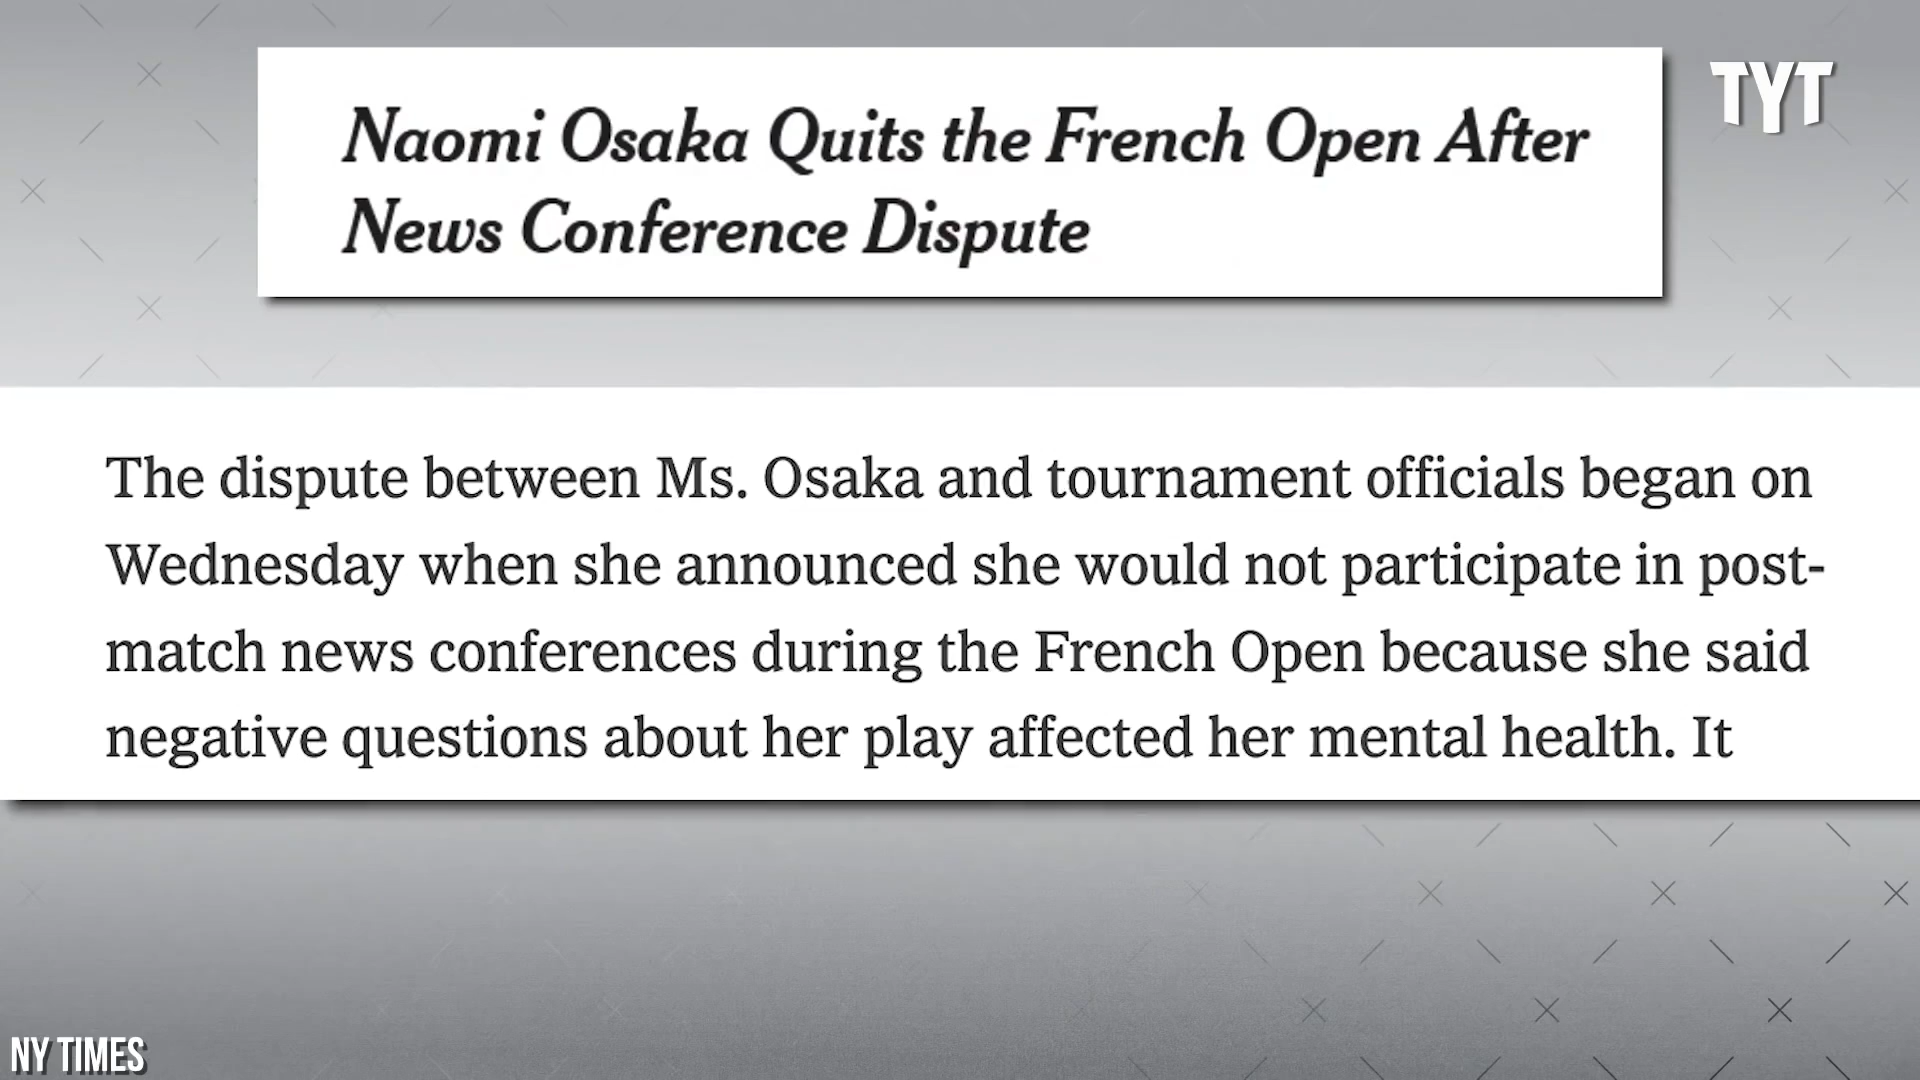 TYT
Naomi Osaka Quits the French Open After
News Conference Dispute
The dispute between Ms. Osaka and tournament officials began on
Wednesday when she announced she would not participate in post-
match news conferences during the French Open because she said
negative questions about her play affected her mental health. It
NY TIMES